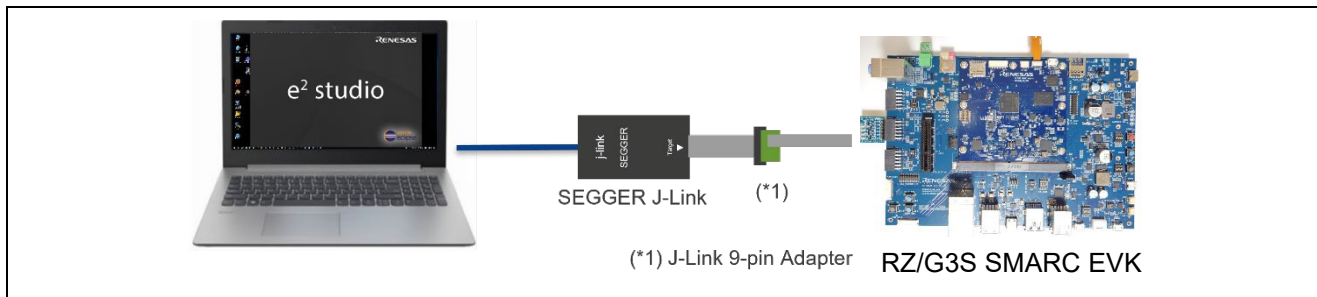 RENESAS
e² studio
j-link
SEGGER
Target
SEGGER J-Link
(*1)
(*1) J-Link 9-pin Adapter
RENESAS
RENESAS
RZ/G3S SMARC EVK